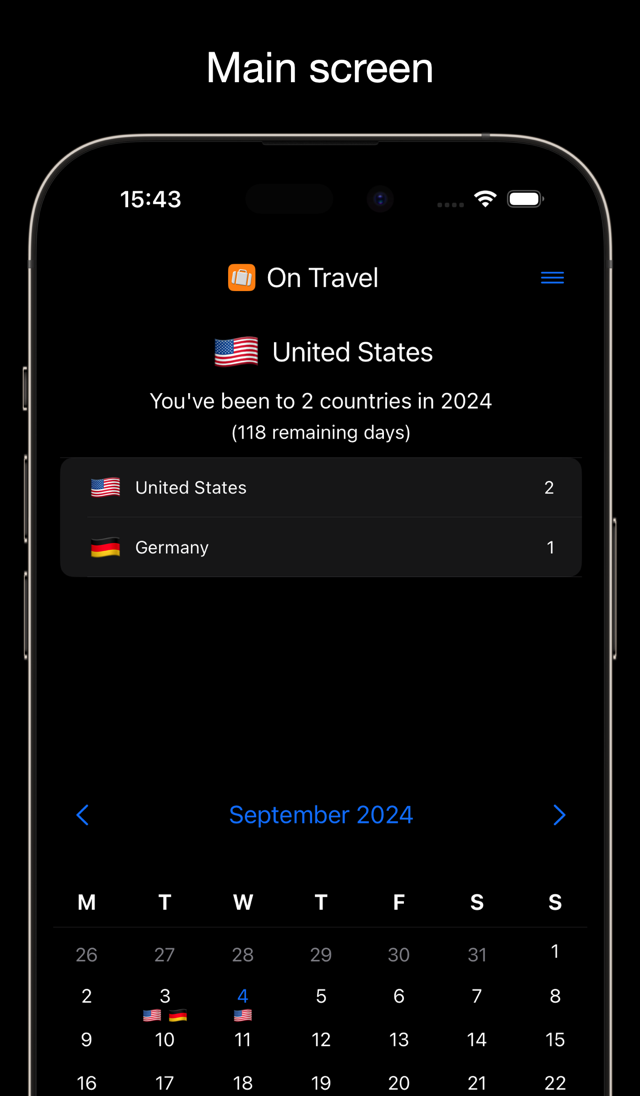 Main screen
15:43
On Travel
United States
You've been to 2 countries in 2024
(118 remaining days)
United States 2
Germany 1
September 2024
M T W T F S S
26 27 28 29 30 31 1
2 3 4 5 6 7 8
9 10 11 12 13 14 15
16 17 18 19 20 21 22